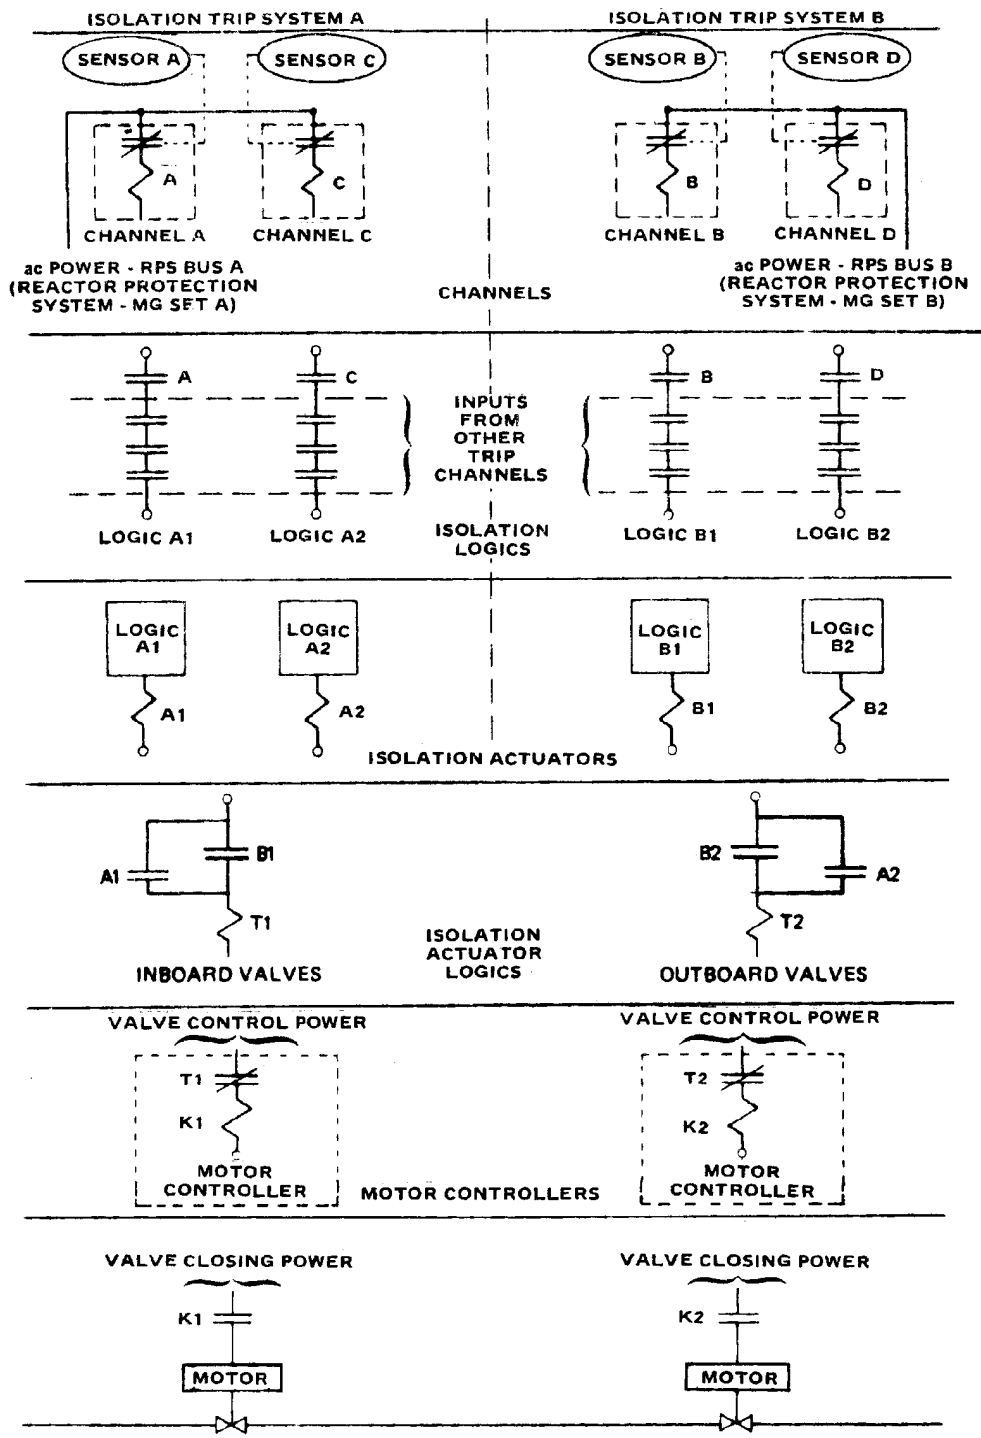 ISOLATION TRIP SYSTEM A
ISOLATION TRIP SYSTEM B
SENSOR A
SENSOR C
SENSOR B
SENSOR D
A
C
B
D
CHANNEL A
CHANNEL C
CHANNEL B
CHANNEL D
ac POWER - RPS BUS A
(REACTOR PROTECTION
SYSTEM - MG SET A)
ac POWER - RPS BUS B
(REACTOR PROTECTION
SYSTEM - MG SET B)
CHANNELS
A
C
B
D
INPUTS
FROM
OTHER
TRIP
CHANNELS
LOGIC A1
LOGIC A2
ISOLATION
LOGICS
LOGIC B1
LOGIC B2
LOGIC
A1
LOGIC
A2
LOGIC
B1
LOGIC
B2
A1
A2
B1
B2
ISOLATION ACTUATORS
A1
B1
T1
INBOARD VALVES
B2
A2
T2
OUTBOARD VALVES
ISOLATION
ACTUATOR
LOGICS
VALVE CONTROL POWER
VALVE CONTROL POWER
T1
K1
MOTOR
CONTROLLER
T2
K2
MOTOR
CONTROLLER
MOTOR CONTROLLERS
VALVE CLOSING POWER
VALVE CLOSING POWER
K1
K2
MOTOR
MOTOR